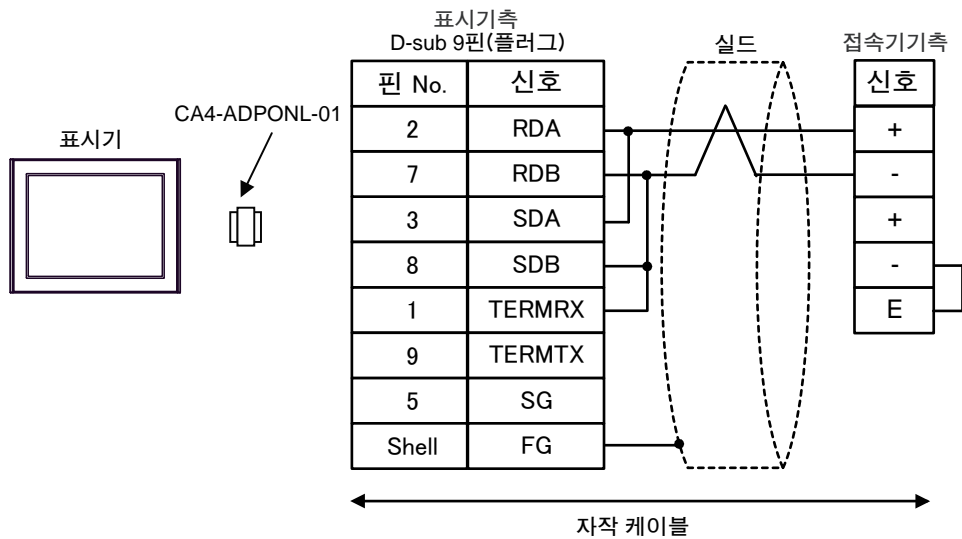 표시기측
D-sub 9핀(플러그)
실드
접속기기측
핀 No.
신호
신호
CA4-ADPONL-01
표시기
2
RDA
+
7
RDB
-
3
SDA
+
8
SDB
-
1
TERMRX
E
9
TERMTX
5
SG
Shell
FG
자작 케이블